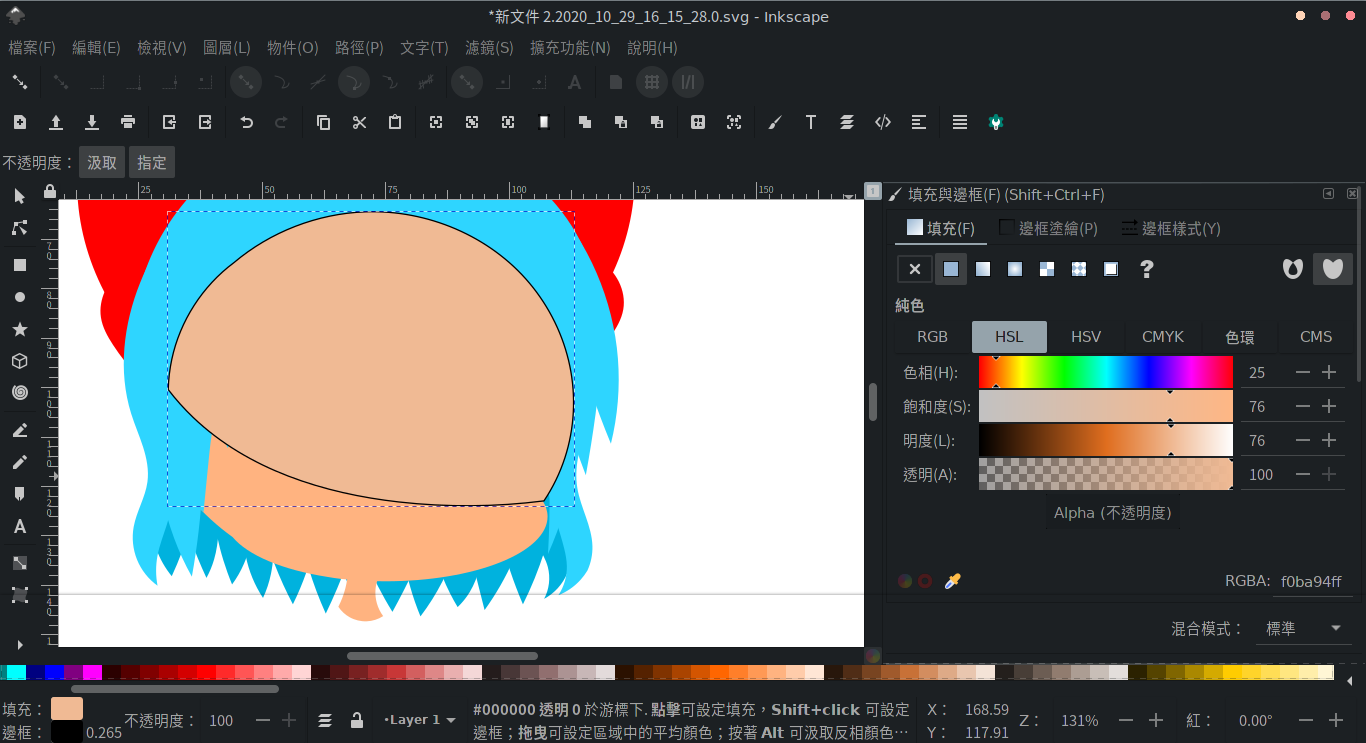 *新文件 2.2020_10_29_16_15_28.0.svg - Inkscape
檔案(F) 編輯(E) 檢視(V) 圖層(L) 物件(O) 路徑(P) 文字(T) 濾鏡(S) 擴充功能(N) 說明(H)
不透明度： 汲取 指定
25 50 75 100 125 150
1
填充與邊框(F) (Shift+Ctrl+F)
填充(F) 邊框塗繪(P) 邊框樣式(Y)
純色
RGB HSL HSV CMYK 色環 CMS
色相(H): 25
飽和度(S): 76
明度(L): 76
透明(A): 100
Alpha (不透明度)
RGBA: f0ba94ff
混合模式： 標準
填充： 不透明度： 100 •Layer 1 #000000 透明 0 於游標下. 點擊可設定填充，Shift+click 可設定 X： 168.59 Z： 131% 紅： 0.00°
邊框： 0.265 邊框；拖曳可設定區域中的平均顏色；按著 Alt 可汲取反相顏色… Y： 117.91